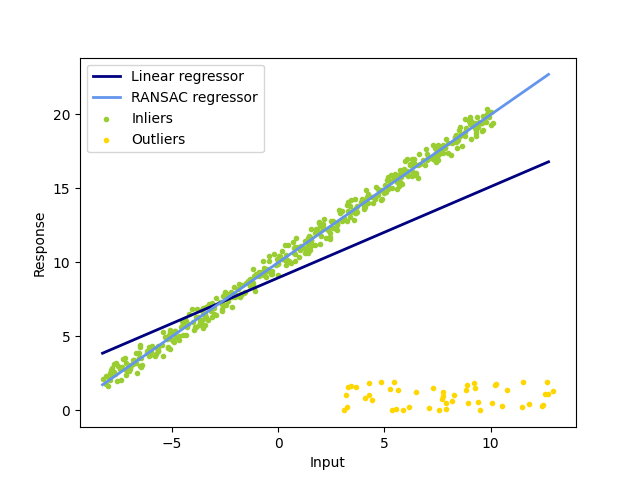 Linear regressor
RANSAC regressor
Inliers
Outliers
20
15
10
5
0
Response
−5
0
5
10
Input